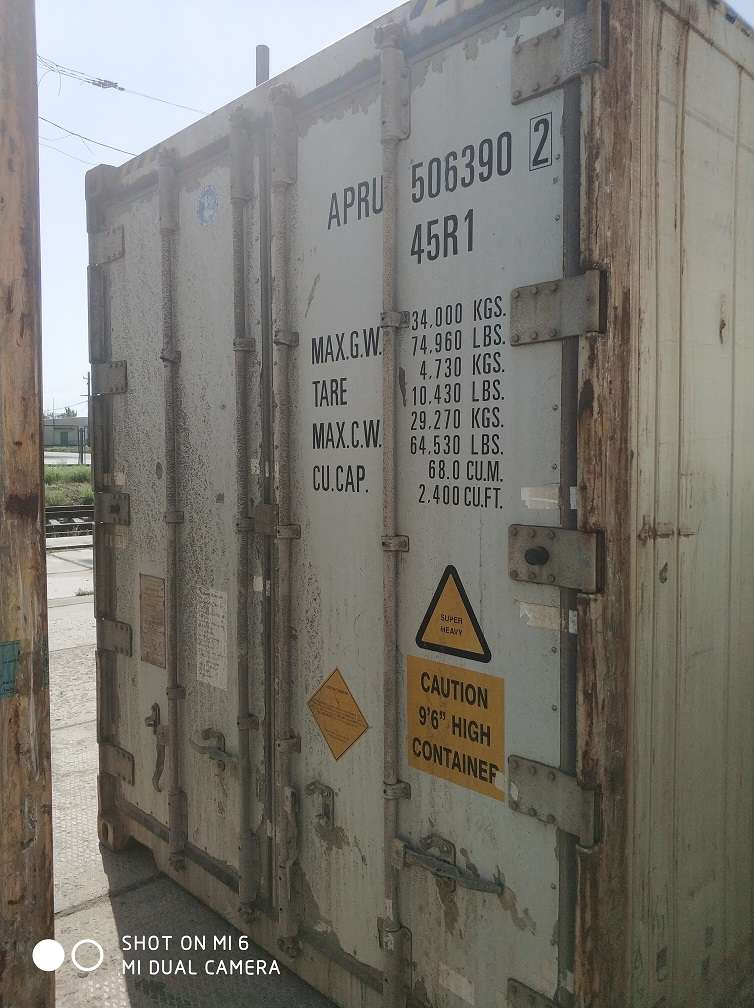 APRU 506390 2
45R1
MAX.G.W. 34,000 KGS.
74,960 LBS.
TARE 4,730 KGS.
10,430 LBS.
MAX.C.W. 29,270 KGS.
64,530 LBS.
CU.CAP. 68.0 CU.M.
2,400 CU.FT.
SUPER
HEAVY
CAUTION
9'6" HIGH
CONTAINER
SHOT ON MI 6
MI DUAL CAMERA